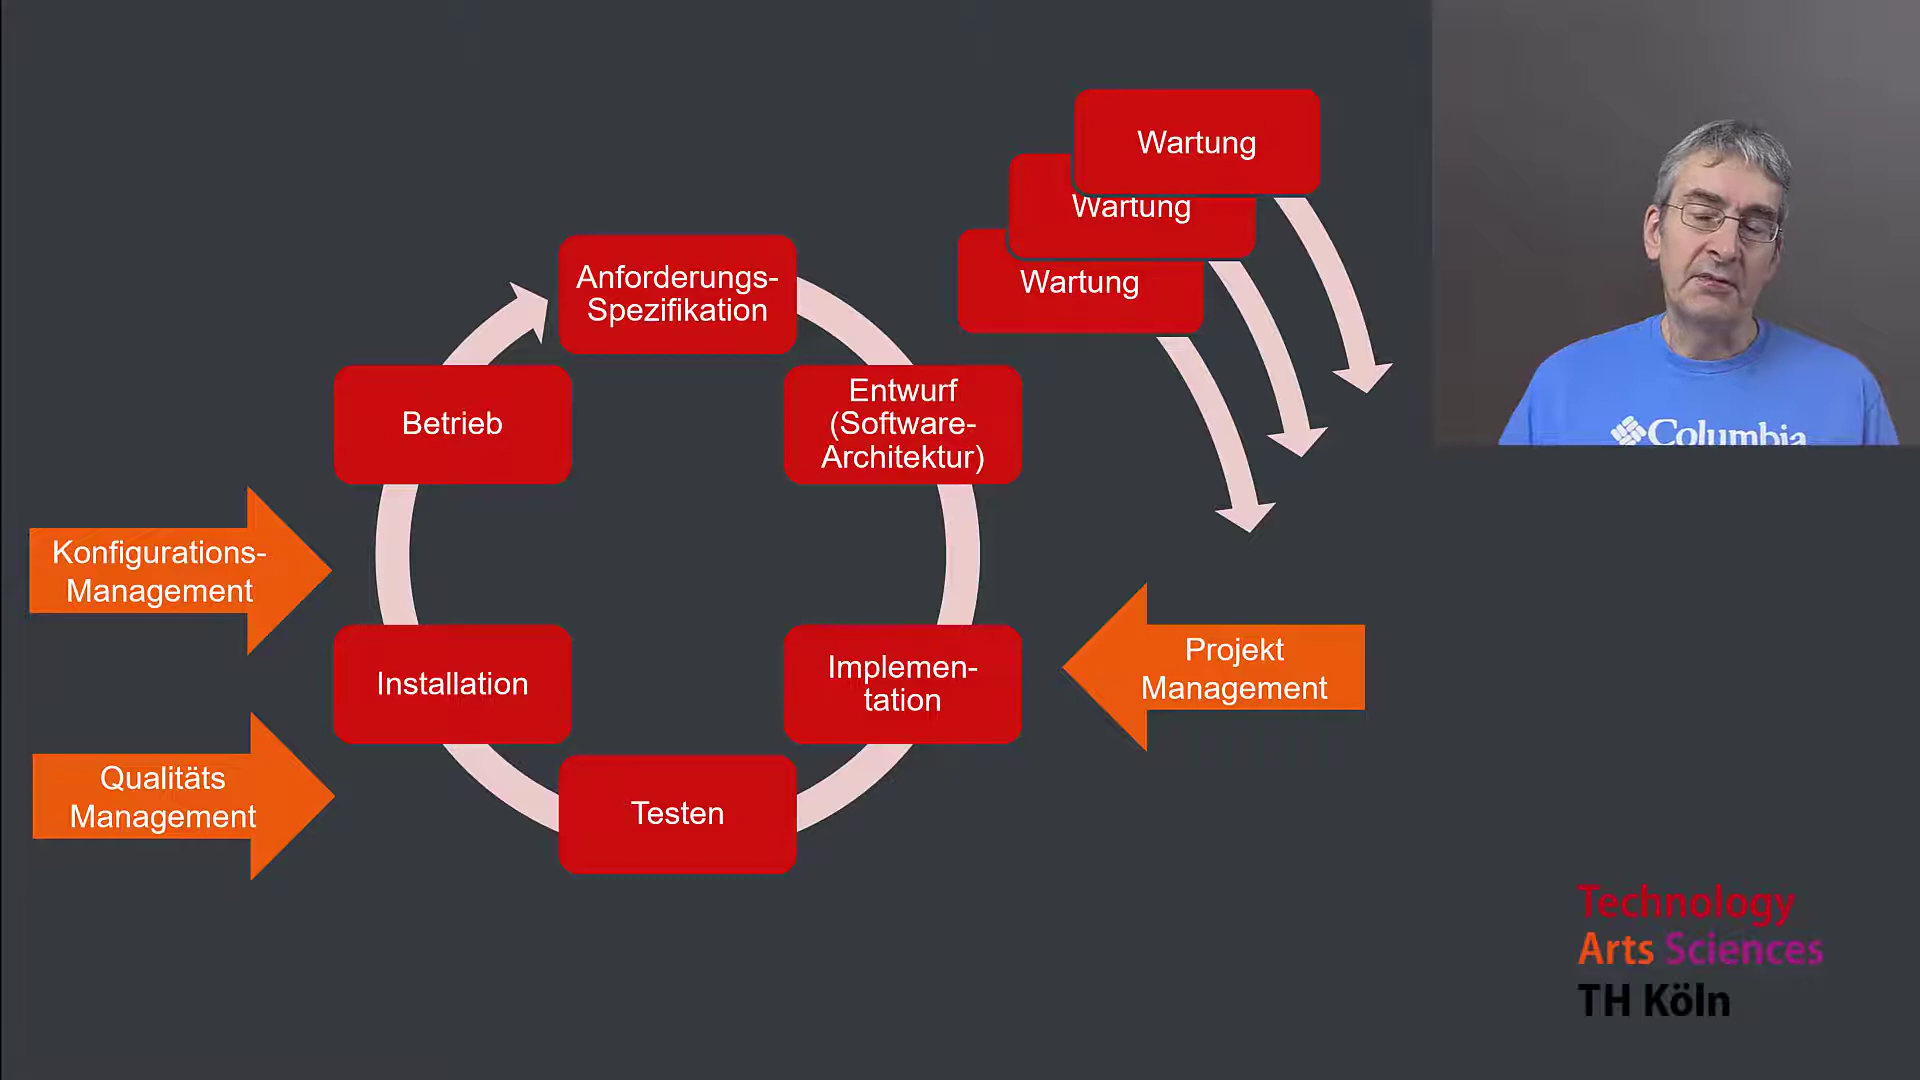 Wartung
Wartung
Wartung
Anforderungs-
Spezifikation
Betrieb
Entwurf
(Software-
Architektur)
Konfigurations-
Management
Installation
Implemen-
tation
Projekt
Management
Qualitäts
Management
Testen
Columbia
Technology
Arts Sciences
TH Köln